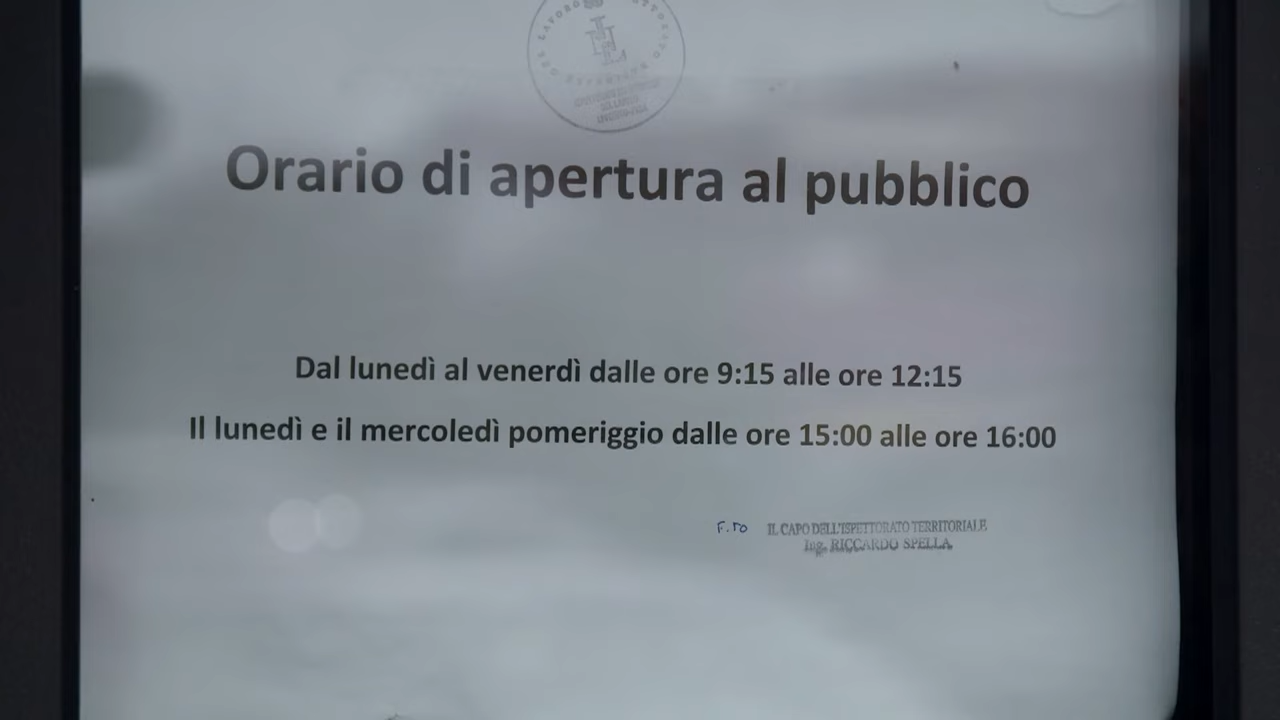 Orario di apertura al pubblico
Dal lunedì al venerdì dalle ore 9:15 alle ore 12:15
Il lunedì e il mercoledì pomeriggio dalle ore 15:00 alle ore 16:00
F.TO IL CAPO DELL'ISPETTORATO TERRITORIALE
Ing. RICCARDO SPELLA